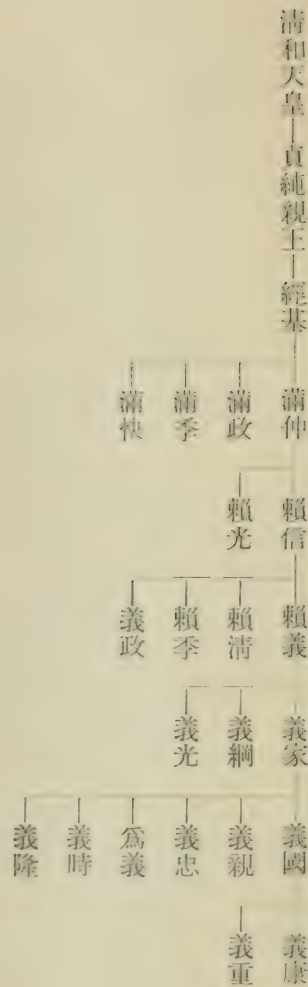 清和天皇―貞純親王―經基―滿仲―賴信―賴義―義家―義國―義康
滿政
滿季
滿快
賴光
賴淸
賴季
義政
義綱
義光
義親
義忠
爲義
義時
義隆
義重